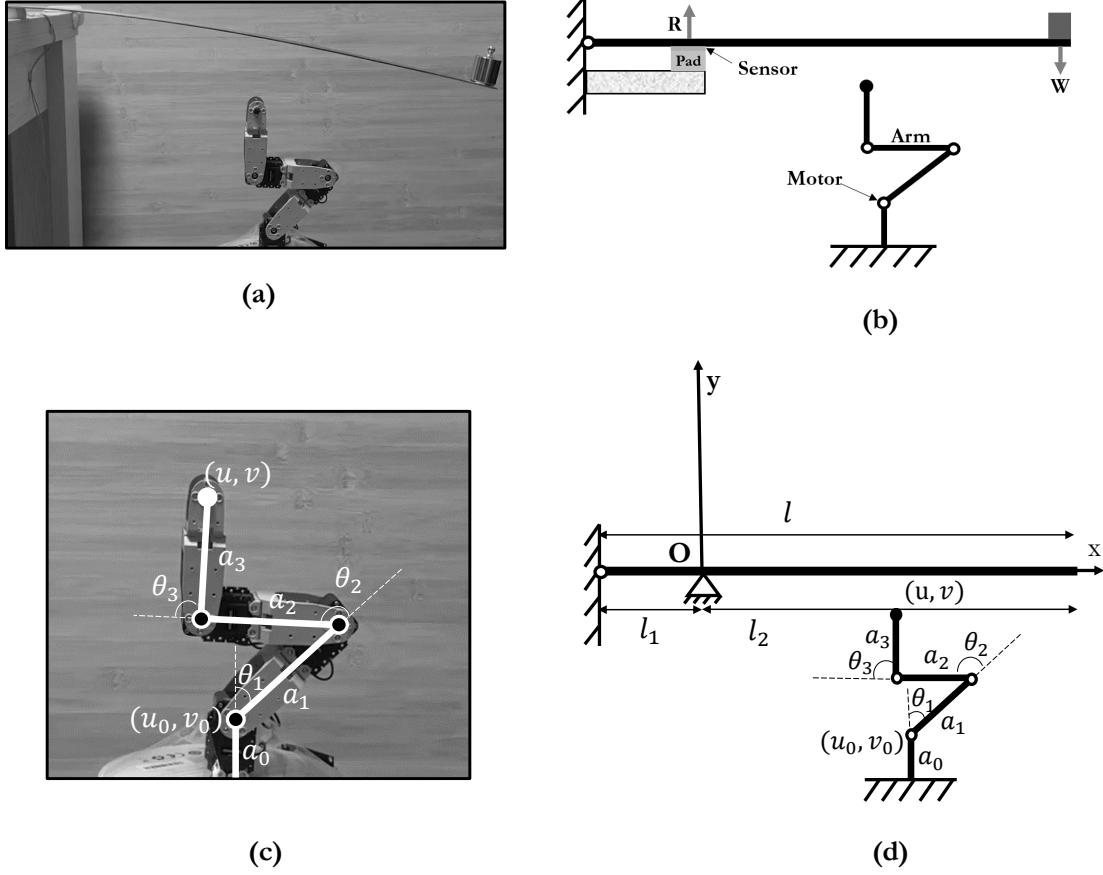 R
Pad
Sensor
W
Arm
Motor
(a)
(b)
(u, v)
a₃
θ₃
a₂
θ₂
θ₁
a₁
(u₀, v₀)
a₀
(c)
y
l
O
x
l₁
l₂
(u, v)
a₃
θ₂
θ₃
a₂
θ₁
a₁
(u₀, v₀)
a₀
(d)